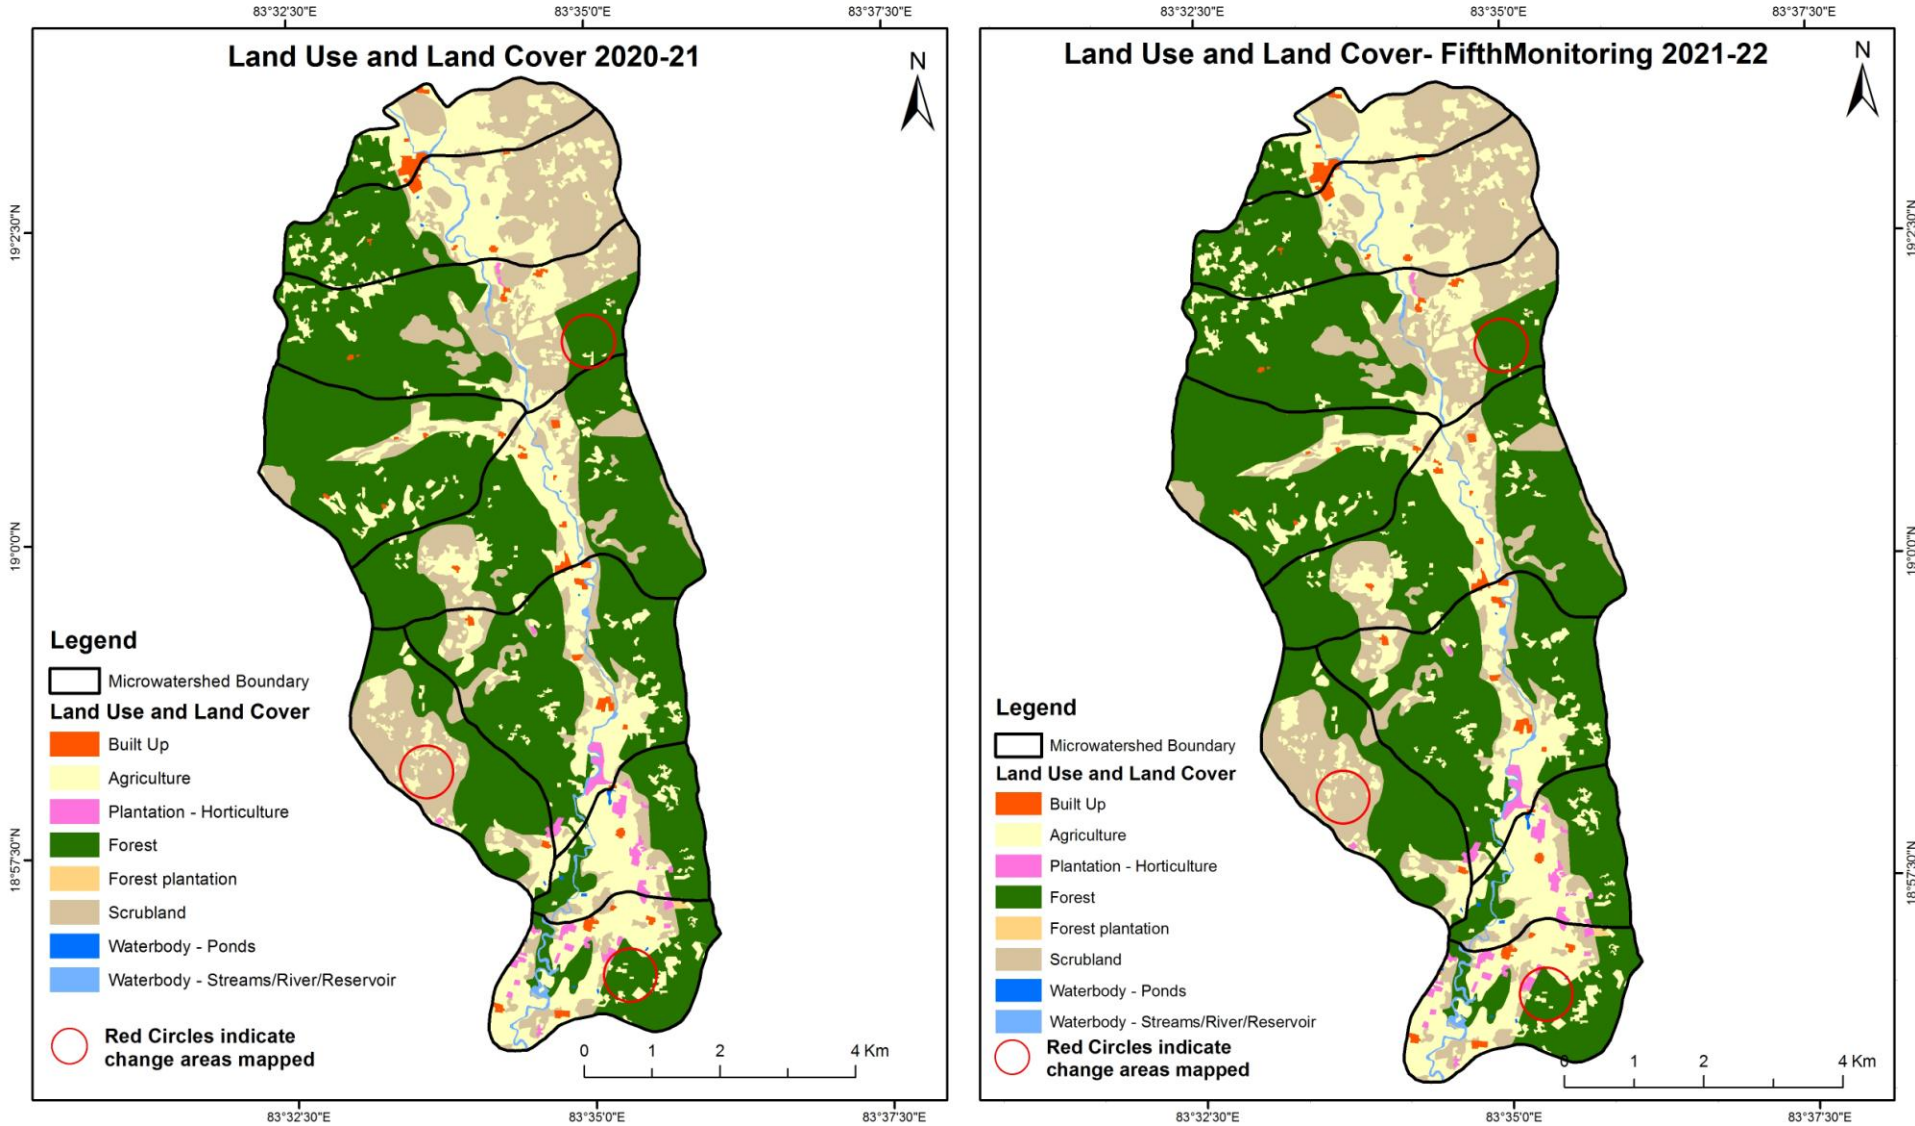 83°32'30"E
83°35'0"E
83°37'30"E
Land Use and Land Cover 2020-21
N
19°2'30"N
19°0'0"N
18°57'30"N
Legend
Microwatershed Boundary
Land Use and Land Cover
Built Up
Agriculture
Plantation - Horticulture
Forest
Forest plantation
Scrubland
Waterbody - Ponds
Waterbody - Streams/River/Reservoir
Red Circles indicate
change areas mapped
0 1 2 4 Km
83°32'30"E
83°35'0"E
83°37'30"E
83°32'30"E
83°35'0"E
83°37'30"E
Land Use and Land Cover- FifthMonitoring 2021-22
N
19°2'30"N
19°0'0"N
18°57'30"N
Legend
Microwatershed Boundary
Land Use and Land Cover
Built Up
Agriculture
Plantation - Horticulture
Forest
Forest plantation
Scrubland
Waterbody - Ponds
Waterbody - Streams/River/Reservoir
Red Circles indicate
change areas mapped
0 1 2 4 Km
83°32'30"E
83°35'0"E
83°37'30"E